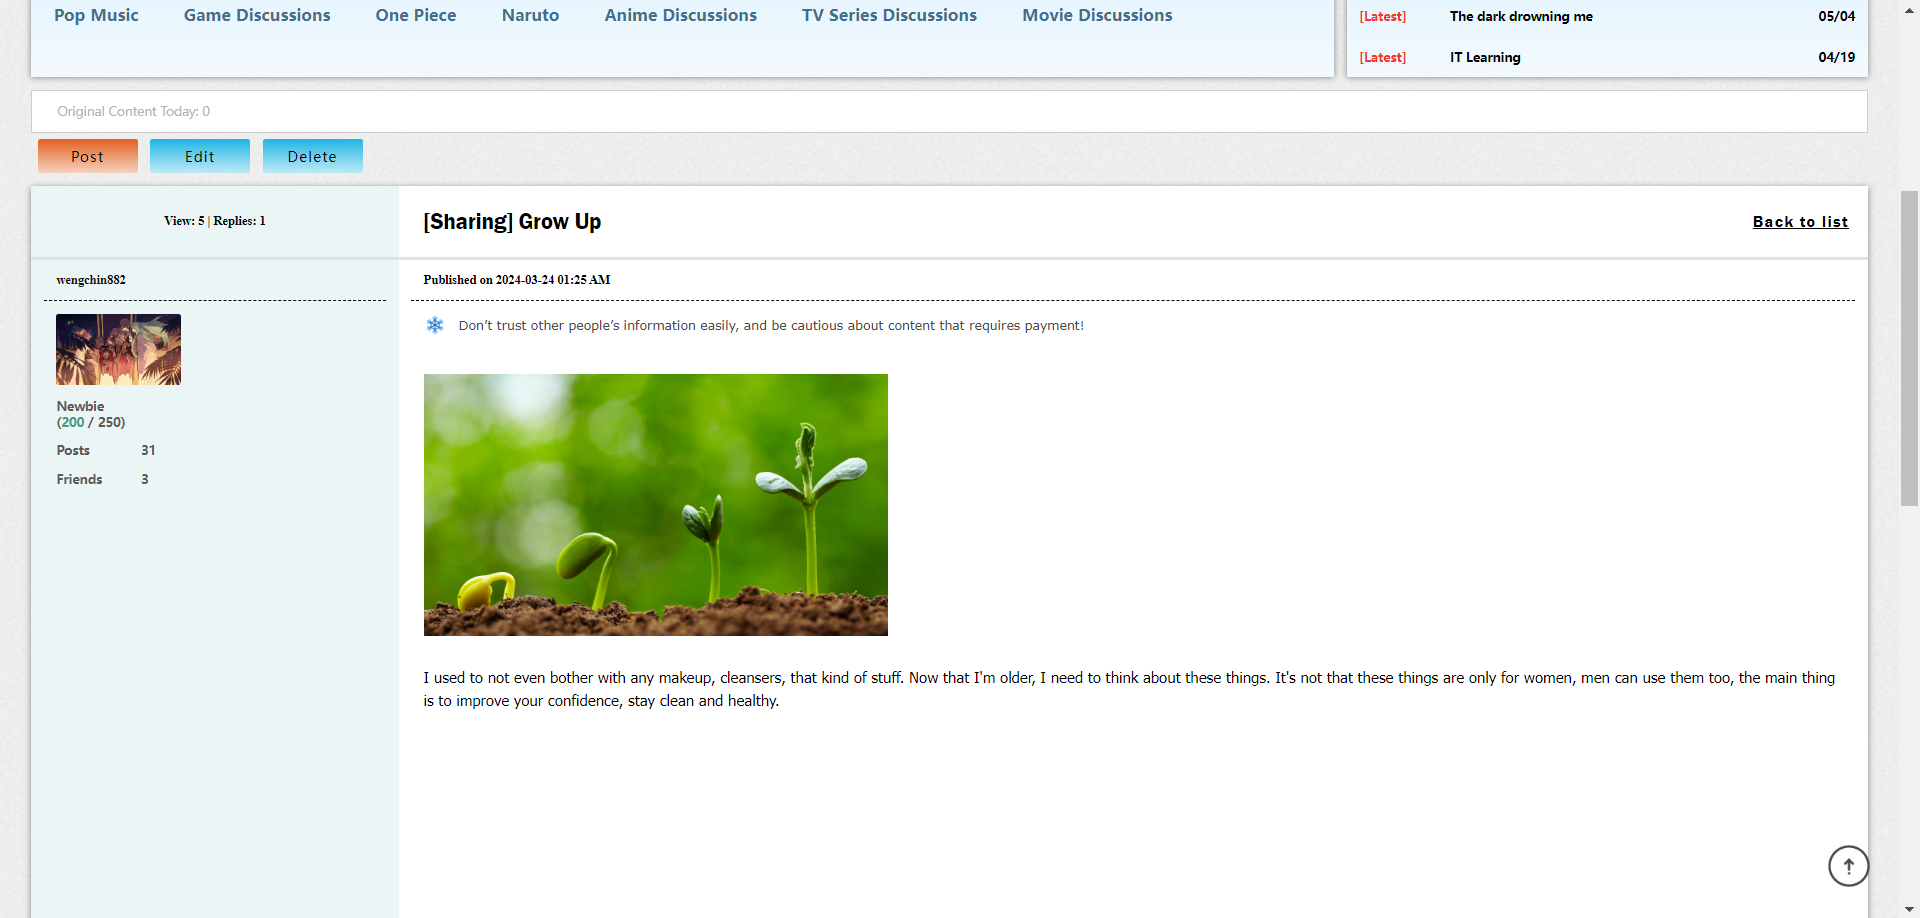 Pop Music Game Discussions One Piece Naruto Anime Discussions TV Series Discussions Movie Discussions
[Latest] The dark drowning me 05/04
[Latest] IT Learning 04/19
Original Content Today: 0
Post Edit Delete
View: 5 | Replies: 1
[Sharing] Grow Up
Back to list
wengchin882
Newbie
(200 / 250)
Posts 31
Friends 3
Published on 2024-03-24 01:25 AM
Don’t trust other people’s information easily, and be cautious about content that requires payment!
I used to not even bother with any makeup, cleansers, that kind of stuff. Now that I'm older, I need to think about these things. It's not that these things are only for women, men can use them too, the main thing
is to improve your confidence, stay clean and healthy.